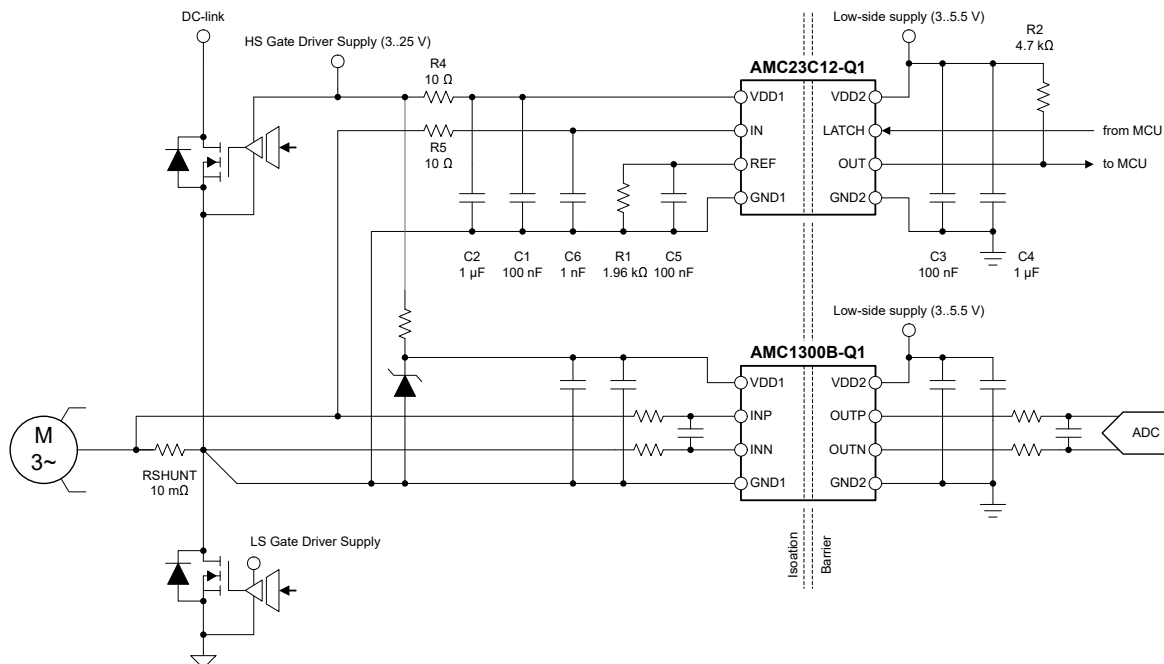 DC-link
HS Gate Driver Supply (3..25 V)
Low-side supply (3..5.5 V)
R2
4.7 kΩ
R4
10 Ω
AMC23C12-Q1
VDD1
VDD2
IN
LATCH
from MCU
R5
10 Ω
REF
OUT
to MCU
GND1
GND2
C2
1 µF
C1
100 nF
C6
1 nF
R1
1.96 kΩ
C5
100 nF
C3
100 nF
C4
1 µF
Low-side supply (3..5.5 V)
AMC1300B-Q1
VDD1
VDD2
INP
OUTP
M
3~
ADC
INN
OUTN
RSHUNT
10 mΩ
GND1
GND2
LS Gate Driver Supply
Isoation
Barrier